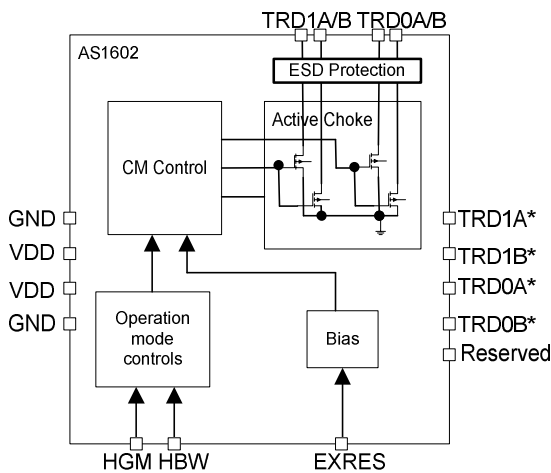 TRD1A/B TRD0A/B
AS1602
ESD Protection
Active Choke
CM Control
GND
VDD
VDD
GND
TRD1A*
TRD1B*
TRD0A*
TRD0B*
Reserved
Operation
mode
controls
Bias
HGM HBW
EXRES